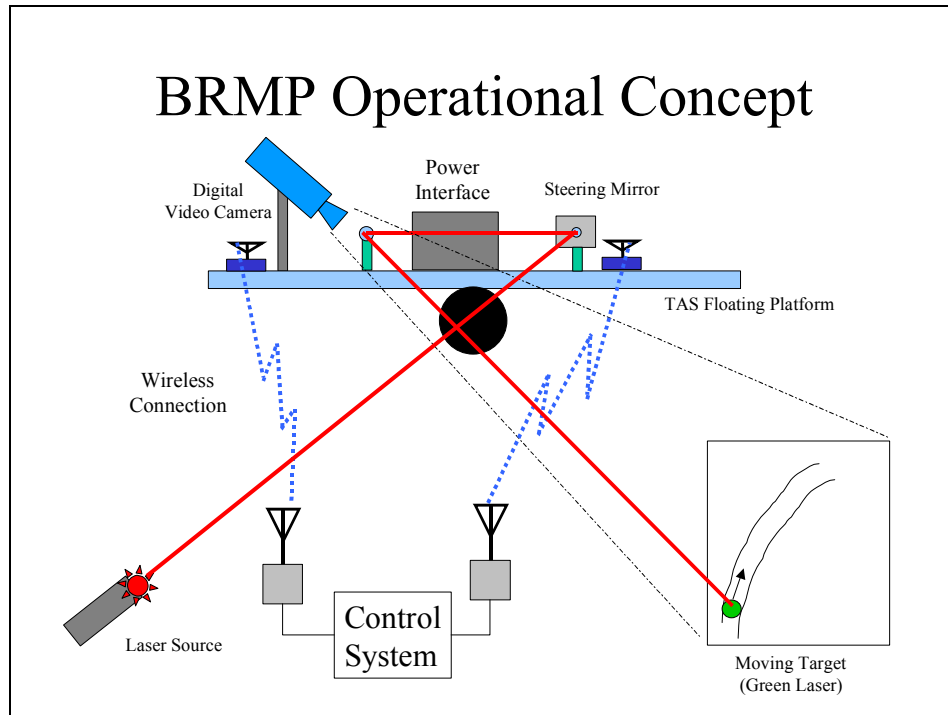 BRMP Operational Concept
Power
Interface
Steering Mirror
Digital
Video Camera
TAS Floating Platform
Wireless
Connection
Control
System
Laser Source
Moving Target
(Green Laser)